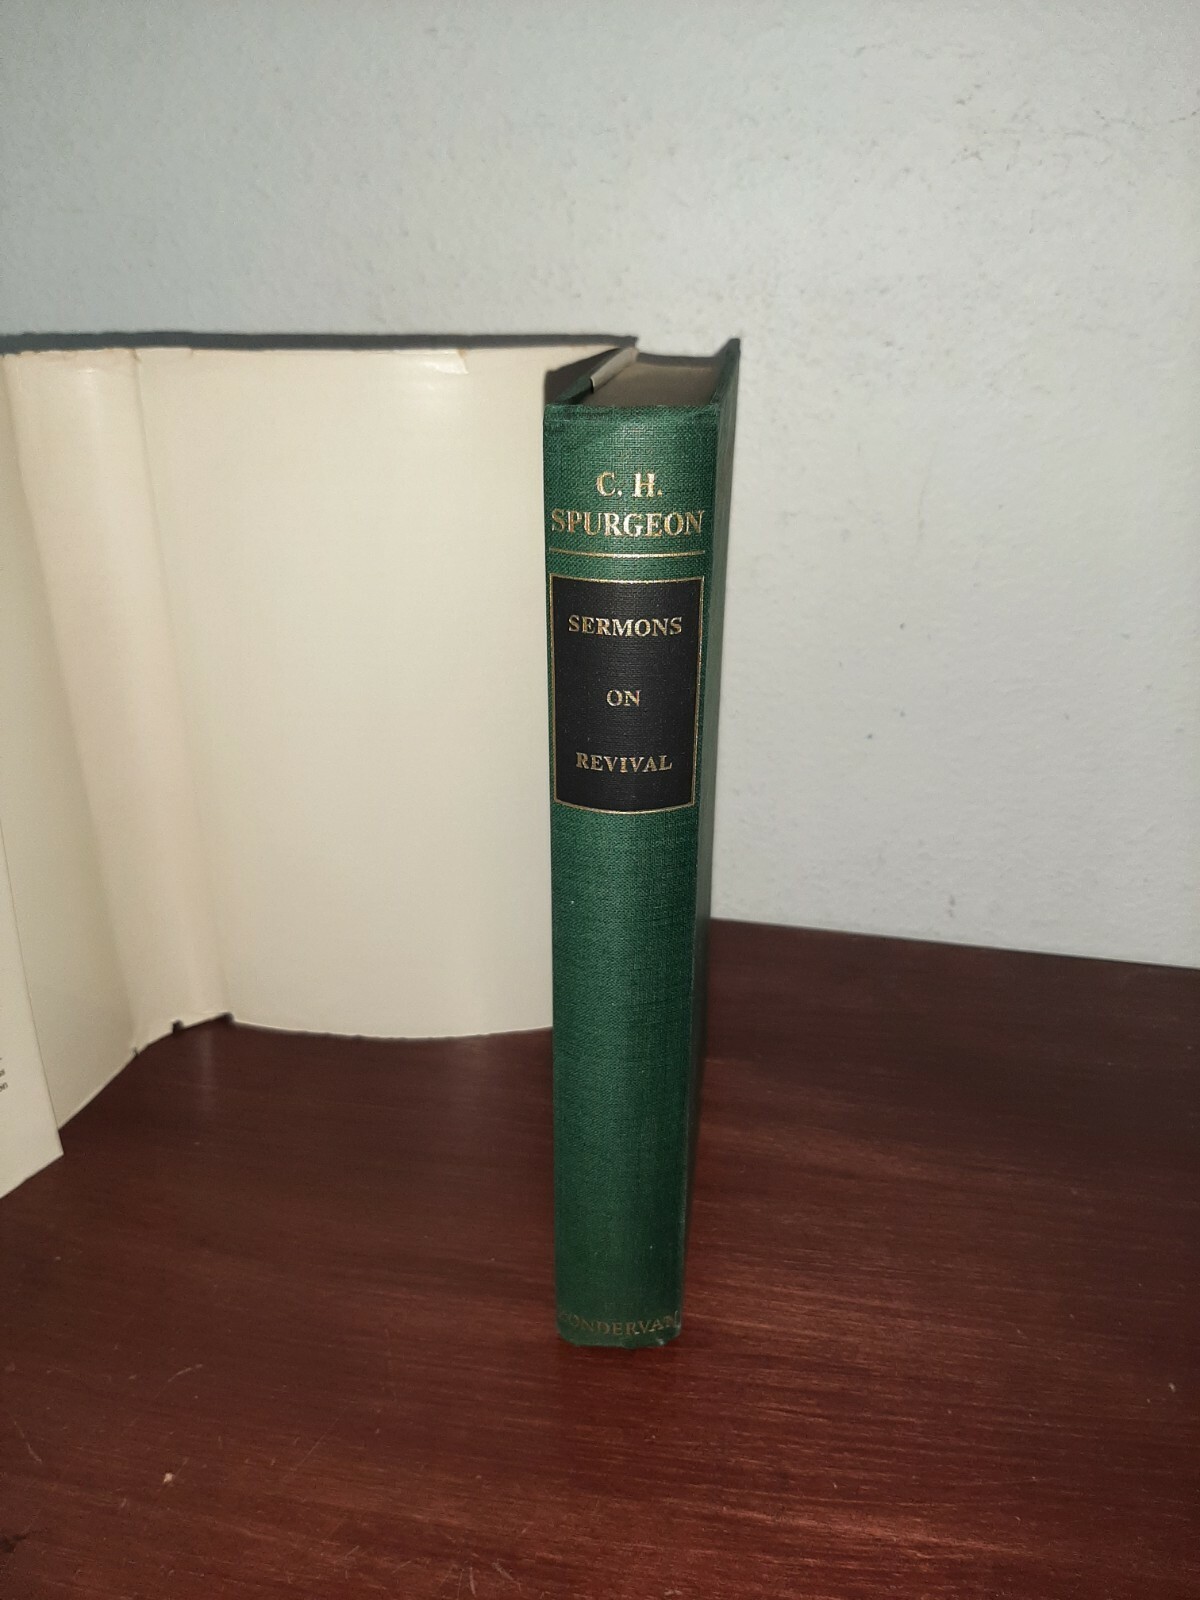 C. H.
SPURGEON
SERMONS
ON
REVIVAL
ZONDERVAN